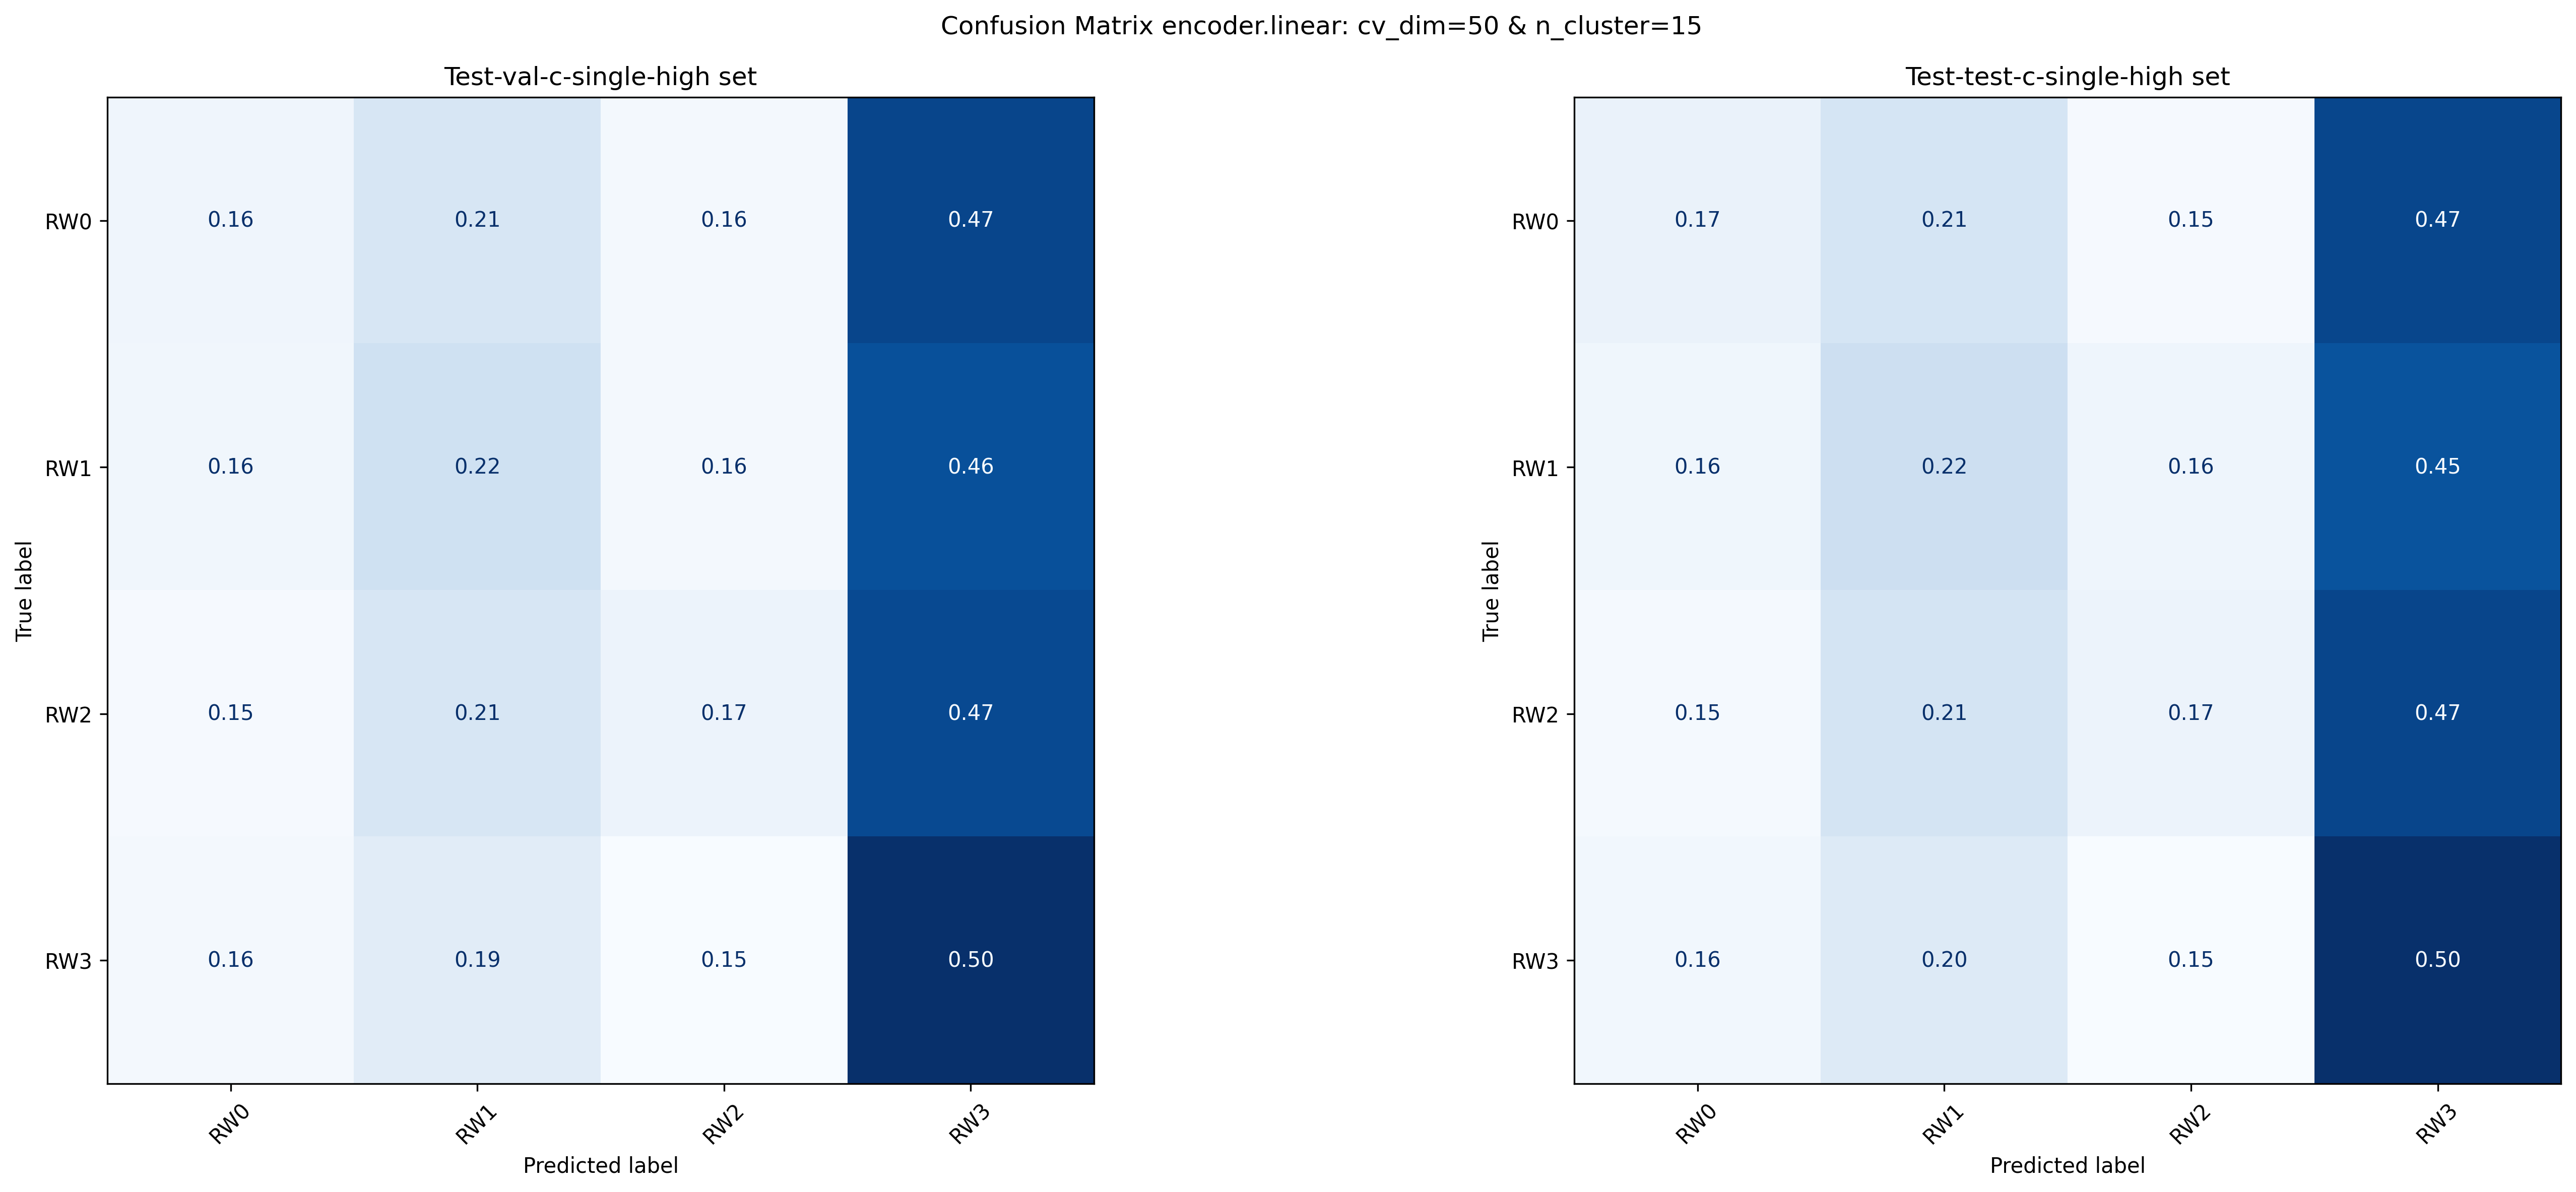 Confusion Matrix encoder.linear: cv_dim=50 & n_cluster=15
Test-val-c-single-high set
True label
RW0 0.16 0.21 0.16 0.47
RW1 0.16 0.22 0.16 0.46
RW2 0.15 0.21 0.17 0.47
RW3 0.16 0.19 0.15 0.50
RW0 RW1 RW2 RW3
Predicted label
Test-test-c-single-high set
True label
RW0 0.17 0.21 0.15 0.47
RW1 0.16 0.22 0.16 0.45
RW2 0.15 0.21 0.17 0.47
RW3 0.16 0.20 0.15 0.50
RW0 RW1 RW2 RW3
Predicted label